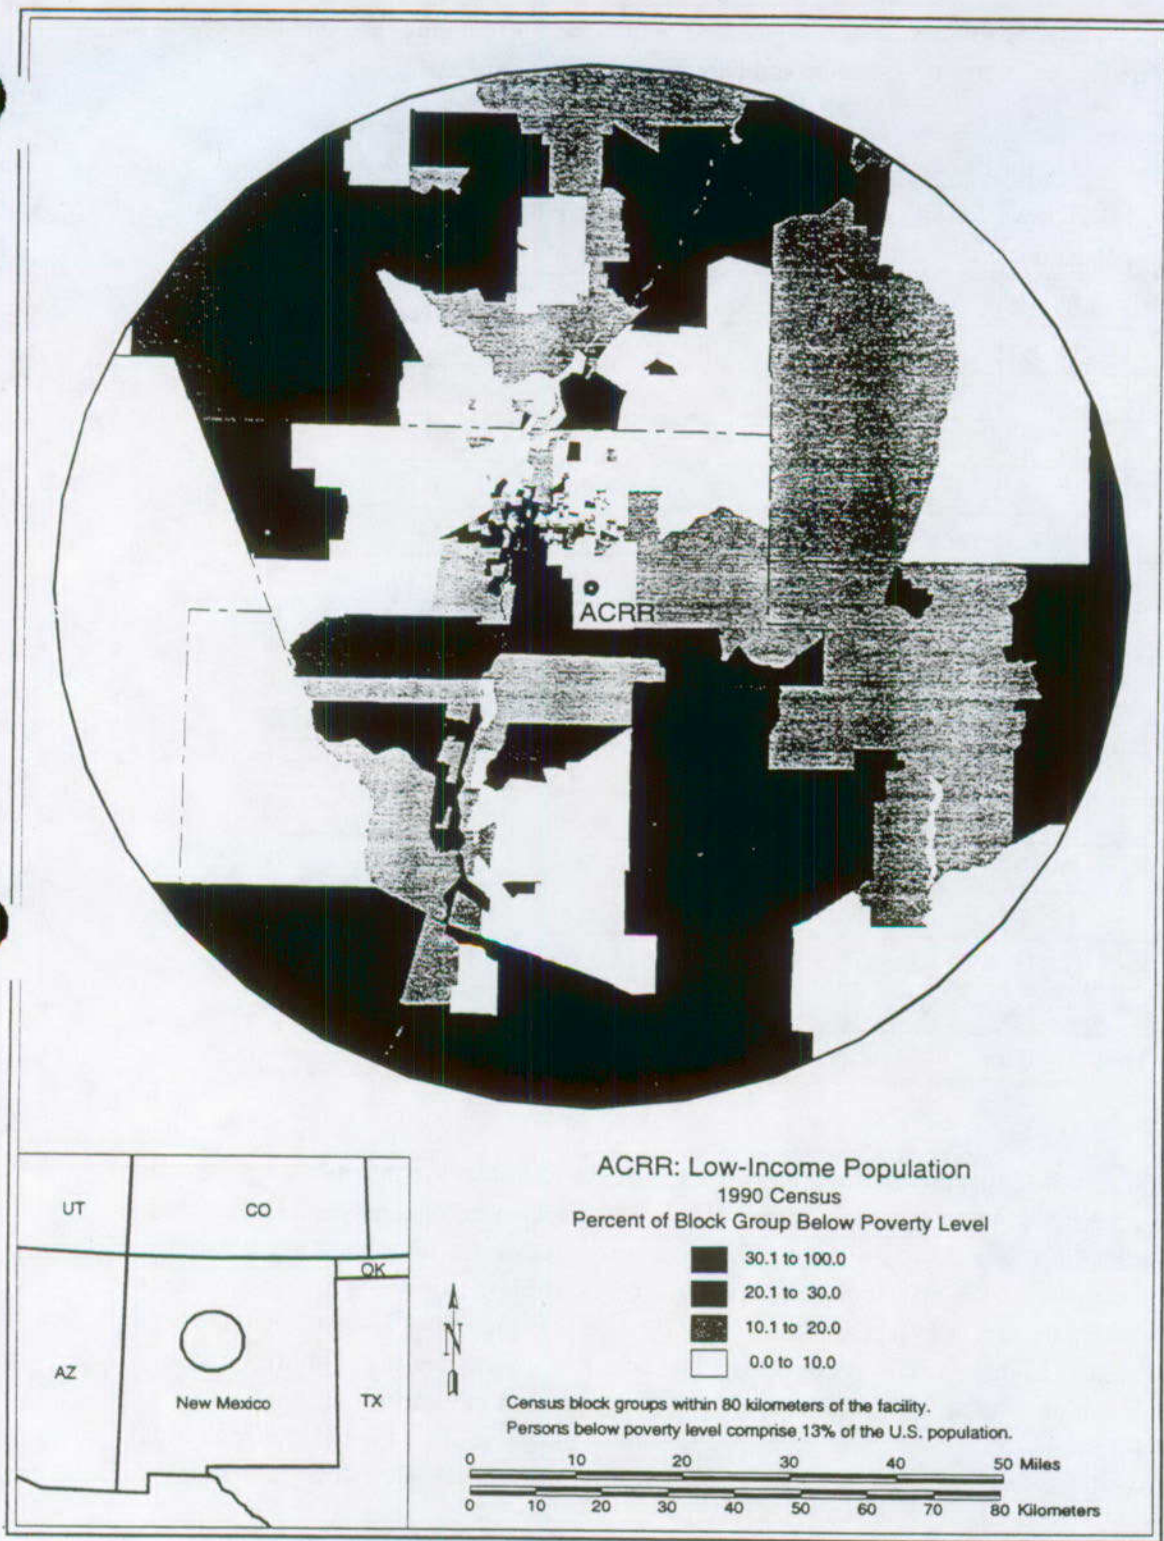 ACRR
ACRR: Low-Income Population
1990 Census
Percent of Block Group Below Poverty Level
30.1 to 100.0
20.1 to 30.0
10.1 to 20.0
0.0 to 10.0
Census block groups within 80 kilometers of the facility.
Persons below poverty level comprise 13% of the U.S. population.
0 10 20 30 40 50 Miles
0 10 20 30 40 50 60 70 80 Kilometers
N
UT
CO
OK
AZ
New Mexico
TX